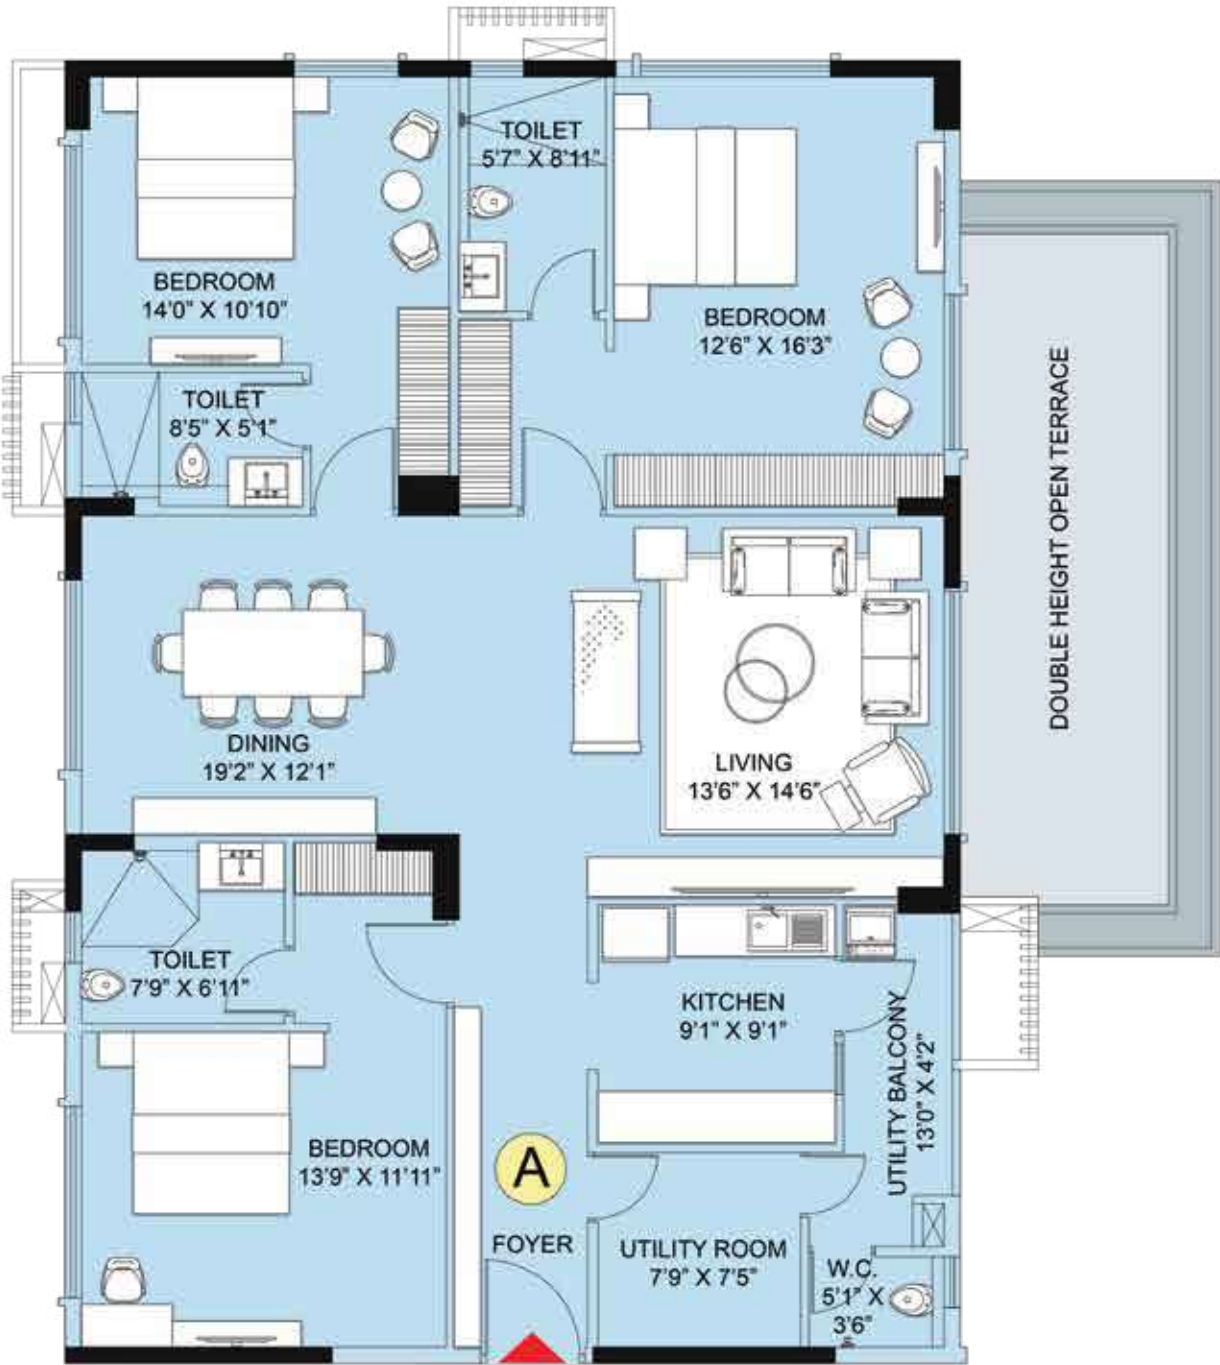 TOILET
5'7" X 8'11"
BEDROOM
14'0" X 10'10"
BEDROOM
12'6" X 16'3"
TOILET
8'5" X 5'1"
DOUBLE HEIGHT OPEN TERRACE
DINING
19'2" X 12'1"
LIVING
13'6" X 14'6"
TOILET
7'9" X 6'11"
KITCHEN
9'1" X 9'1"
UTILITY BALCONY
13'0" X 4'2"
BEDROOM
13'9" X 11'11"
A
FOYER
UTILITY ROOM
7'9" X 7'5"
W.C.
5'1" X
3'6"